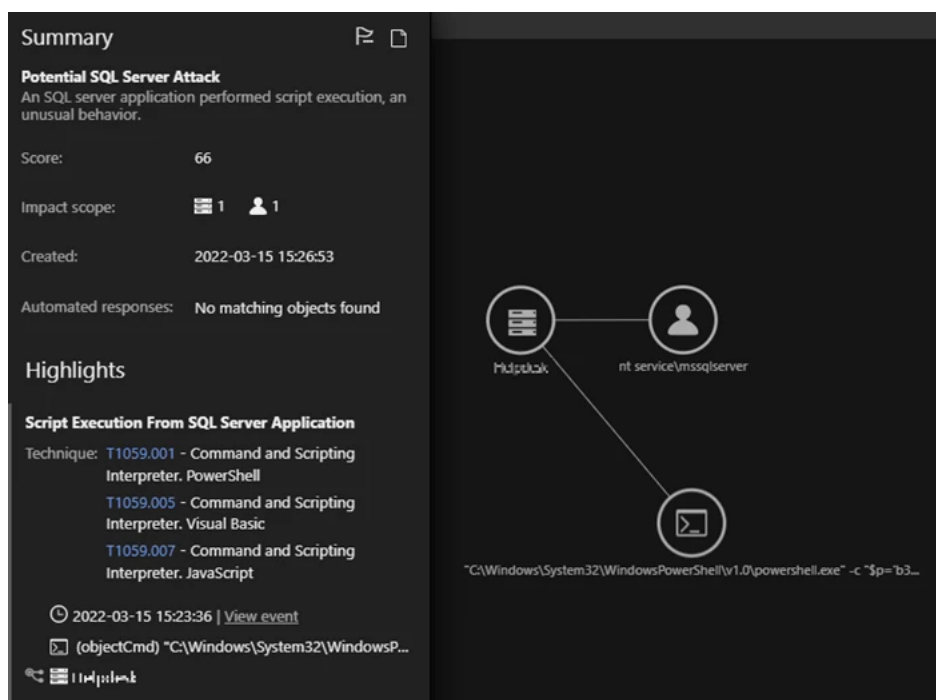 Summary
Potential SQL Server Attack
An SQL server application performed script execution, an
unusual behavior.
Score: 66
Impact scope: 1 1
Created: 2022-03-15 15:26:53
Automated responses: No matching objects found
Highlights
Script Execution From SQL Server Application
Technique: T1059.001 - Command and Scripting
Interpreter. PowerShell
T1059.005 - Command and Scripting
Interpreter. Visual Basic
T1059.007 - Command and Scripting
Interpreter. JavaScript
2022-03-15 15:23:36 | View event
(objectCmd) "C:\Windows\System32\WindowsP...
nt service\mssqlserver
"C:\Windows\System32\WindowsPowerShell\v1.0\powershell.exe" -c "$p='b3...